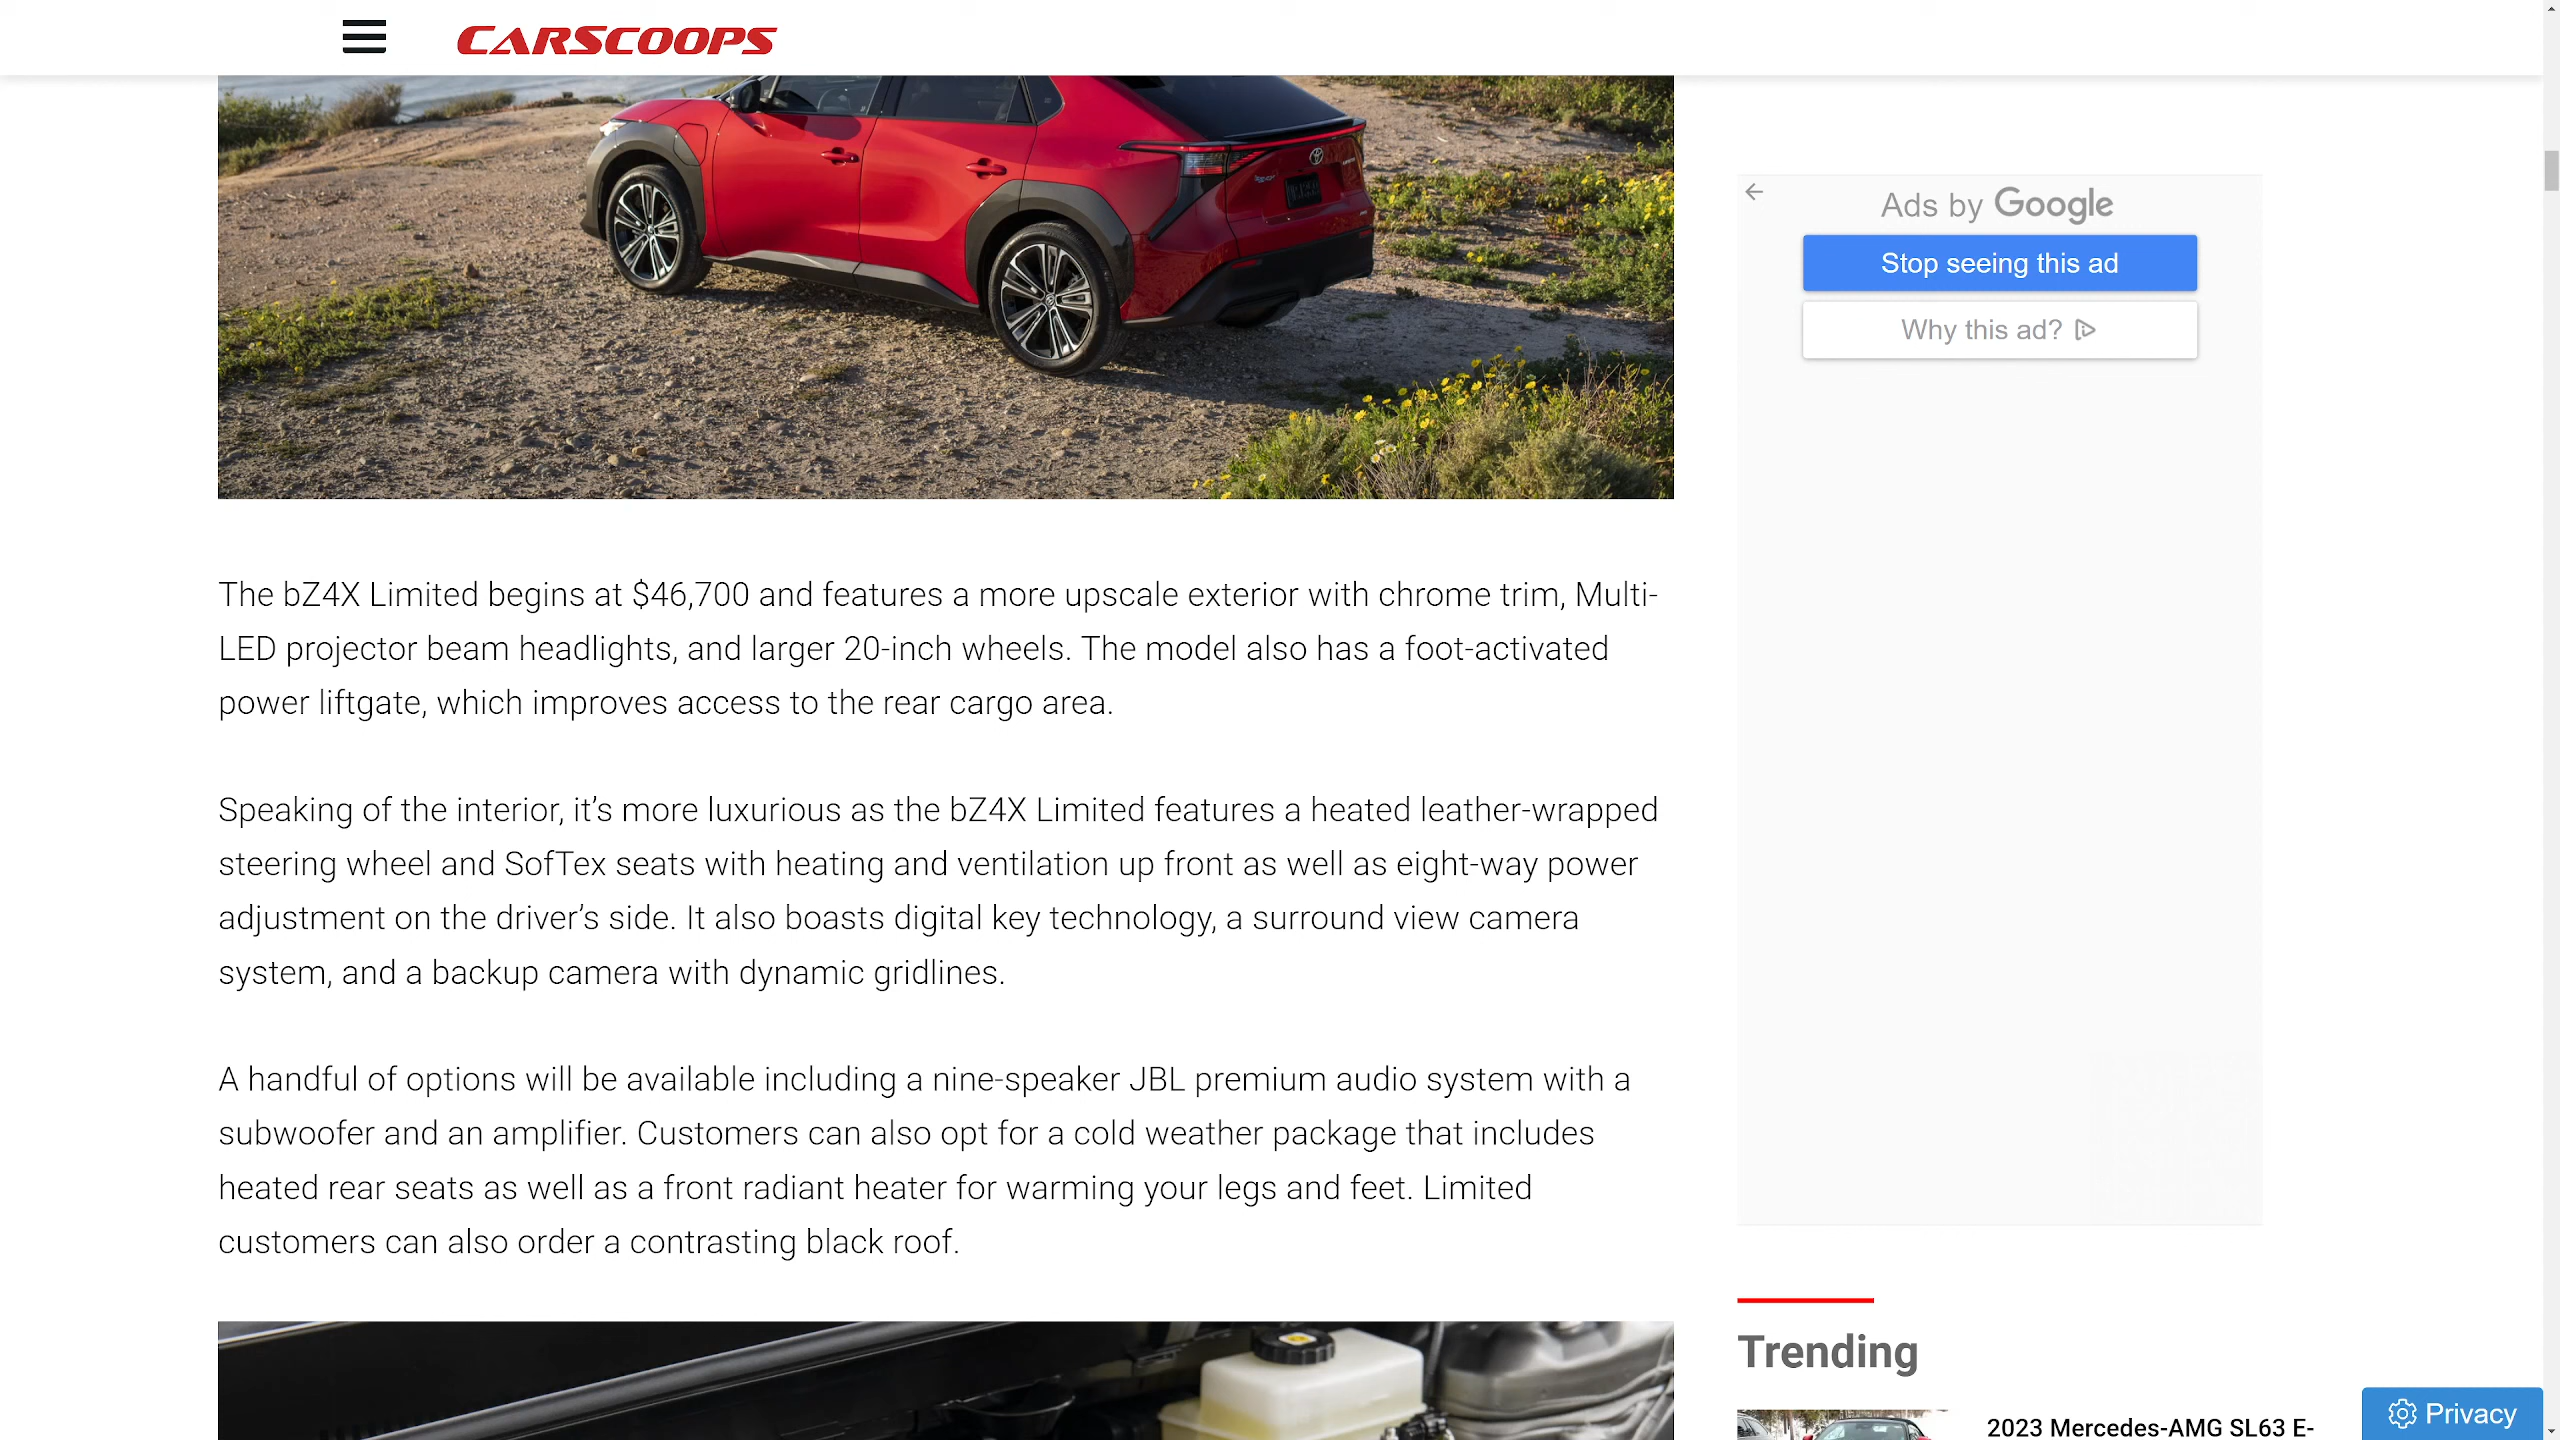 CARSCOOPS
Ads by Google
Stop seeing this ad
Why this ad?
The bZ4X Limited begins at $46,700 and features a more upscale exterior with chrome trim, Multi-
LED projector beam headlights, and larger 20-inch wheels. The model also has a foot-activated
power liftgate, which improves access to the rear cargo area.
Speaking of the interior, it’s more luxurious as the bZ4X Limited features a heated leather-wrapped
steering wheel and SofTex seats with heating and ventilation up front as well as eight-way power
adjustment on the driver’s side. It also boasts digital key technology, a surround view camera
system, and a backup camera with dynamic gridlines.
A handful of options will be available including a nine-speaker JBL premium audio system with a
subwoofer and an amplifier. Customers can also opt for a cold weather package that includes
heated rear seats as well as a front radiant heater for warming your legs and feet. Limited
customers can also order a contrasting black roof.
Trending
2023 Mercedes-AMG SL63 E-
Privacy